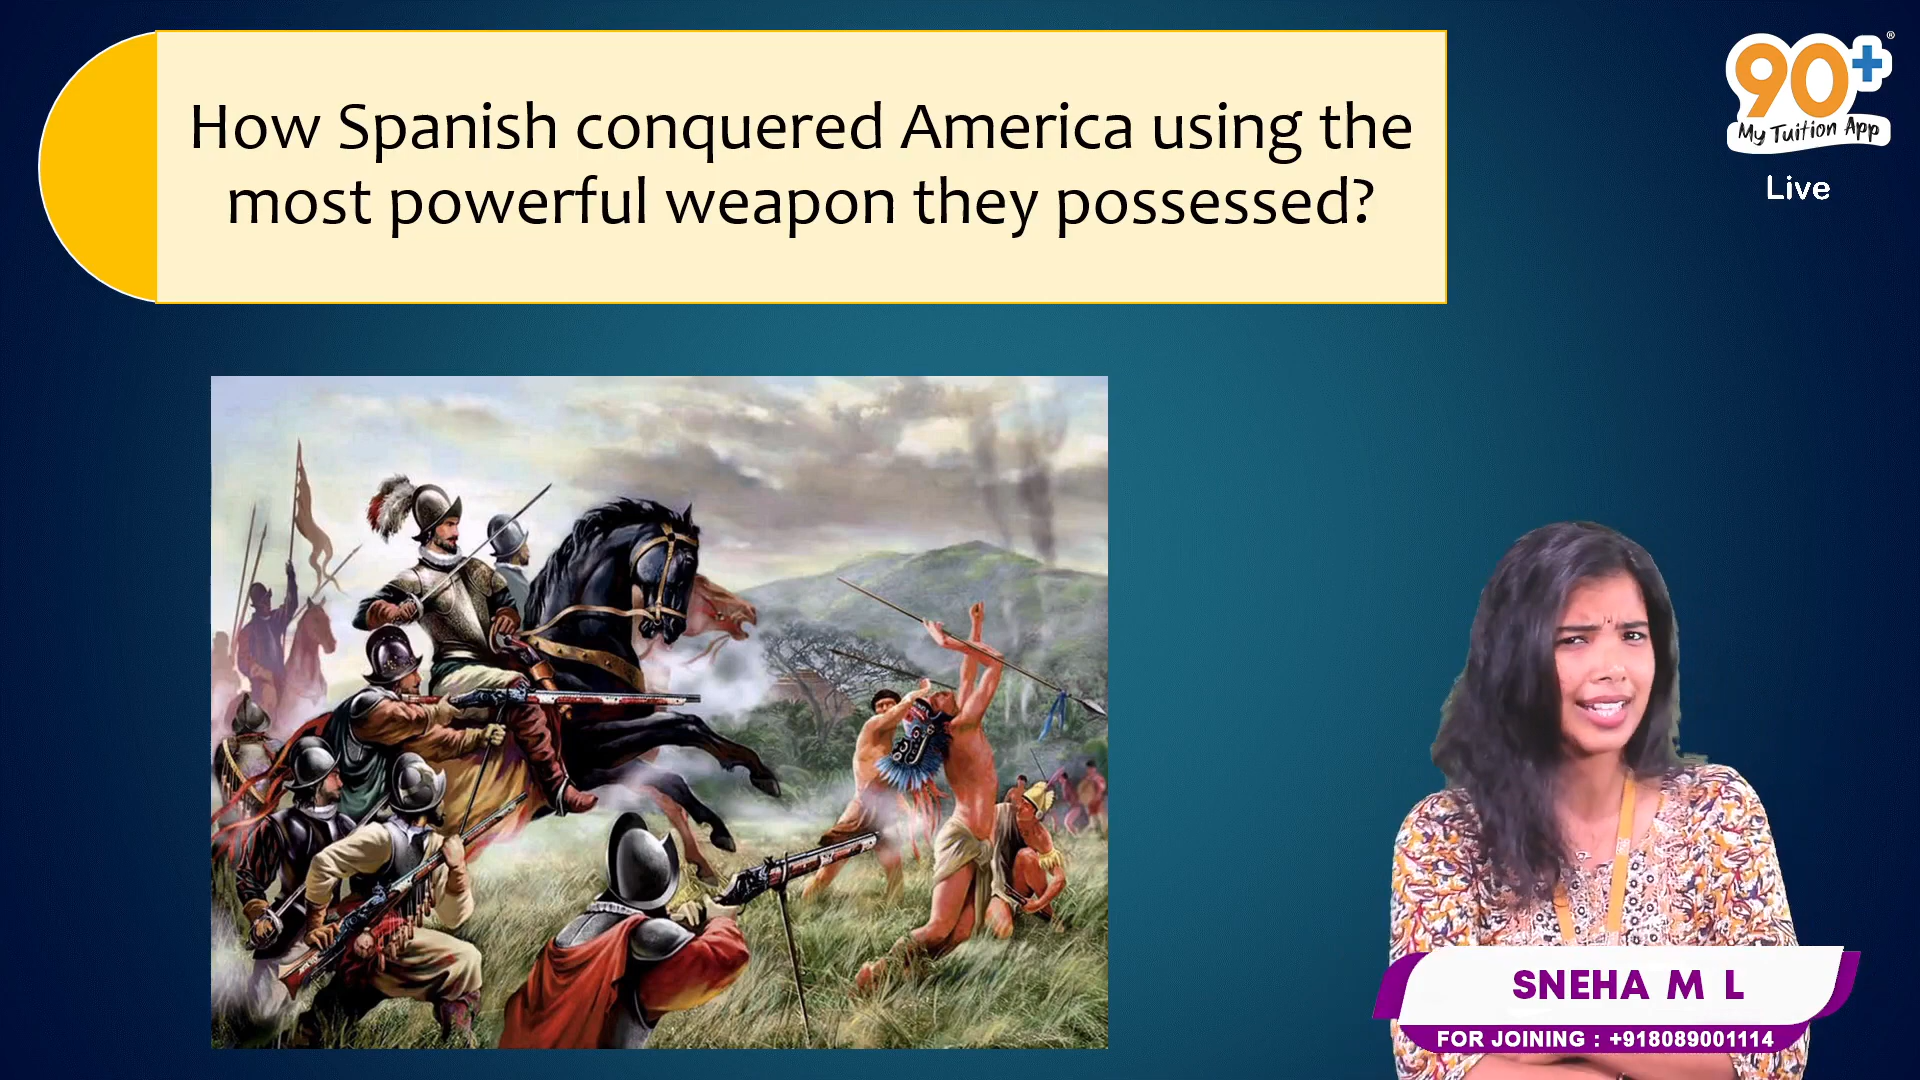 How Spanish conquered America using the
most powerful weapon they possessed?
90+®
My Tuition App
Live
SNEHA M L
FOR JOINING : +918089001114